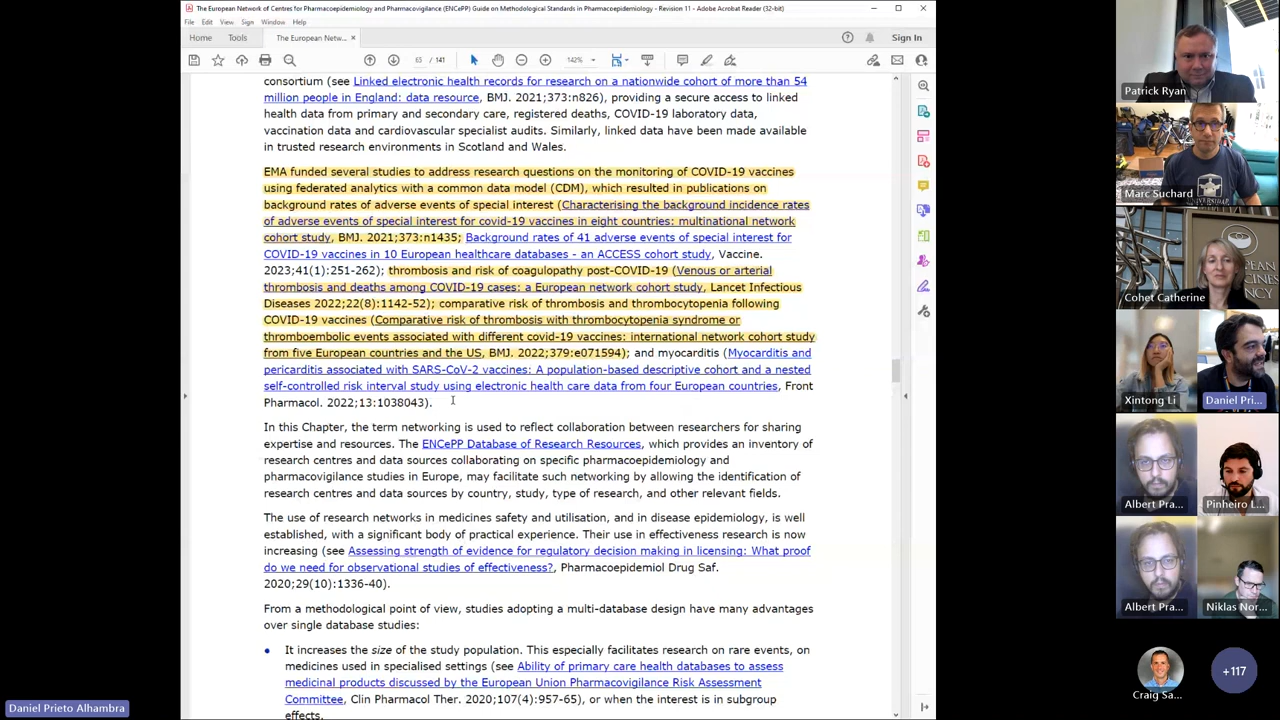 The European Network of Centres for Pharmacoepidemiology and Pharmacovigilance (ENCePP) Guide on Methodological Standards in Pharmacoepidemiology - Revision 11 - Adobe Acrobat Reader (32-bit)
File Edit View Sign Window Help
Home Tools The European Netw... ×
65 / 141 142% Sign In
consortium (see Linked electronic health records for research on a nationwide cohort of more than 54
million people in England: data resource, BMJ. 2021;373:n826), providing a secure access to linked
health data from primary and secondary care, registered deaths, COVID-19 laboratory data,
vaccination data and cardiovascular specialist audits. Similarly, linked data have been made available
in trusted research environments in Scotland and Wales.
EMA funded several studies to address research questions on the monitoring of COVID-19 vaccines
using federated analytics with a common data model (CDM), which resulted in publications on
background rates of adverse events of special interest (Characterising the background incidence rates
of adverse events of special interest for covid-19 vaccines in eight countries: multinational network
cohort study, BMJ. 2021;373:n1435; Background rates of 41 adverse events of special interest for
COVID-19 vaccines in 10 European healthcare databases - an ACCESS cohort study, Vaccine.
2023;41(1):251-262); thrombosis and risk of coagulopathy post-COVID-19 (Venous or arterial
thrombosis and deaths among COVID-19 cases: a European network cohort study, Lancet Infectious
Diseases 2022;22(8):1142-52); comparative risk of thrombosis and thrombocytopenia following
COVID-19 vaccines (Comparative risk of thrombosis with thrombocytopenia syndrome or
thromboembolic events associated with different covid-19 vaccines: international network cohort study
from five European countries and the US, BMJ. 2022;379:e071594); and myocarditis (Myocarditis and
pericarditis associated with SARS-CoV-2 vaccines: A population-based descriptive cohort and a nested
self-controlled risk interval study using electronic health care data from four European countries, Front
Pharmacol. 2022;13:1038043).
In this Chapter, the term networking is used to reflect collaboration between researchers for sharing
expertise and resources. The ENCePP Database of Research Resources, which provides an inventory of
research centres and data sources collaborating on specific pharmacoepidemiology and
pharmacovigilance studies in Europe, may facilitate such networking by allowing the identification of
research centres and data sources by country, study, type of research, and other relevant fields.
The use of research networks in medicines safety and utilisation, and in disease epidemiology, is well
established, with a significant body of practical experience. Their use in effectiveness research is now
increasing (see Assessing strength of evidence for regulatory decision making in licensing: What proof
do we need for observational studies of effectiveness?, Pharmacoepidemiol Drug Saf.
2020;29(10):1336-40).
From a methodological point of view, studies adopting a multi-database design have many advantages
over single database studies:
• It increases the size of the study population. This especially facilitates research on rare events, on
medicines used in specialised settings (see Ability of primary care health databases to assess
medicinal products discussed by the European Union Pharmacovigilance Risk Assessment
Committee, Clin Pharmacol Ther. 2020;107(4):957-65), or when the interest is in subgroup
effects.
Patrick Ryan
Marc Suchard
Cohet Catherine
Xintong Li
Daniel Pri...
Albert Pra...
Pinheiro L...
Albert Pra...
Niklas Nor...
Craig Sa...
+117
Daniel Prieto Alhambra